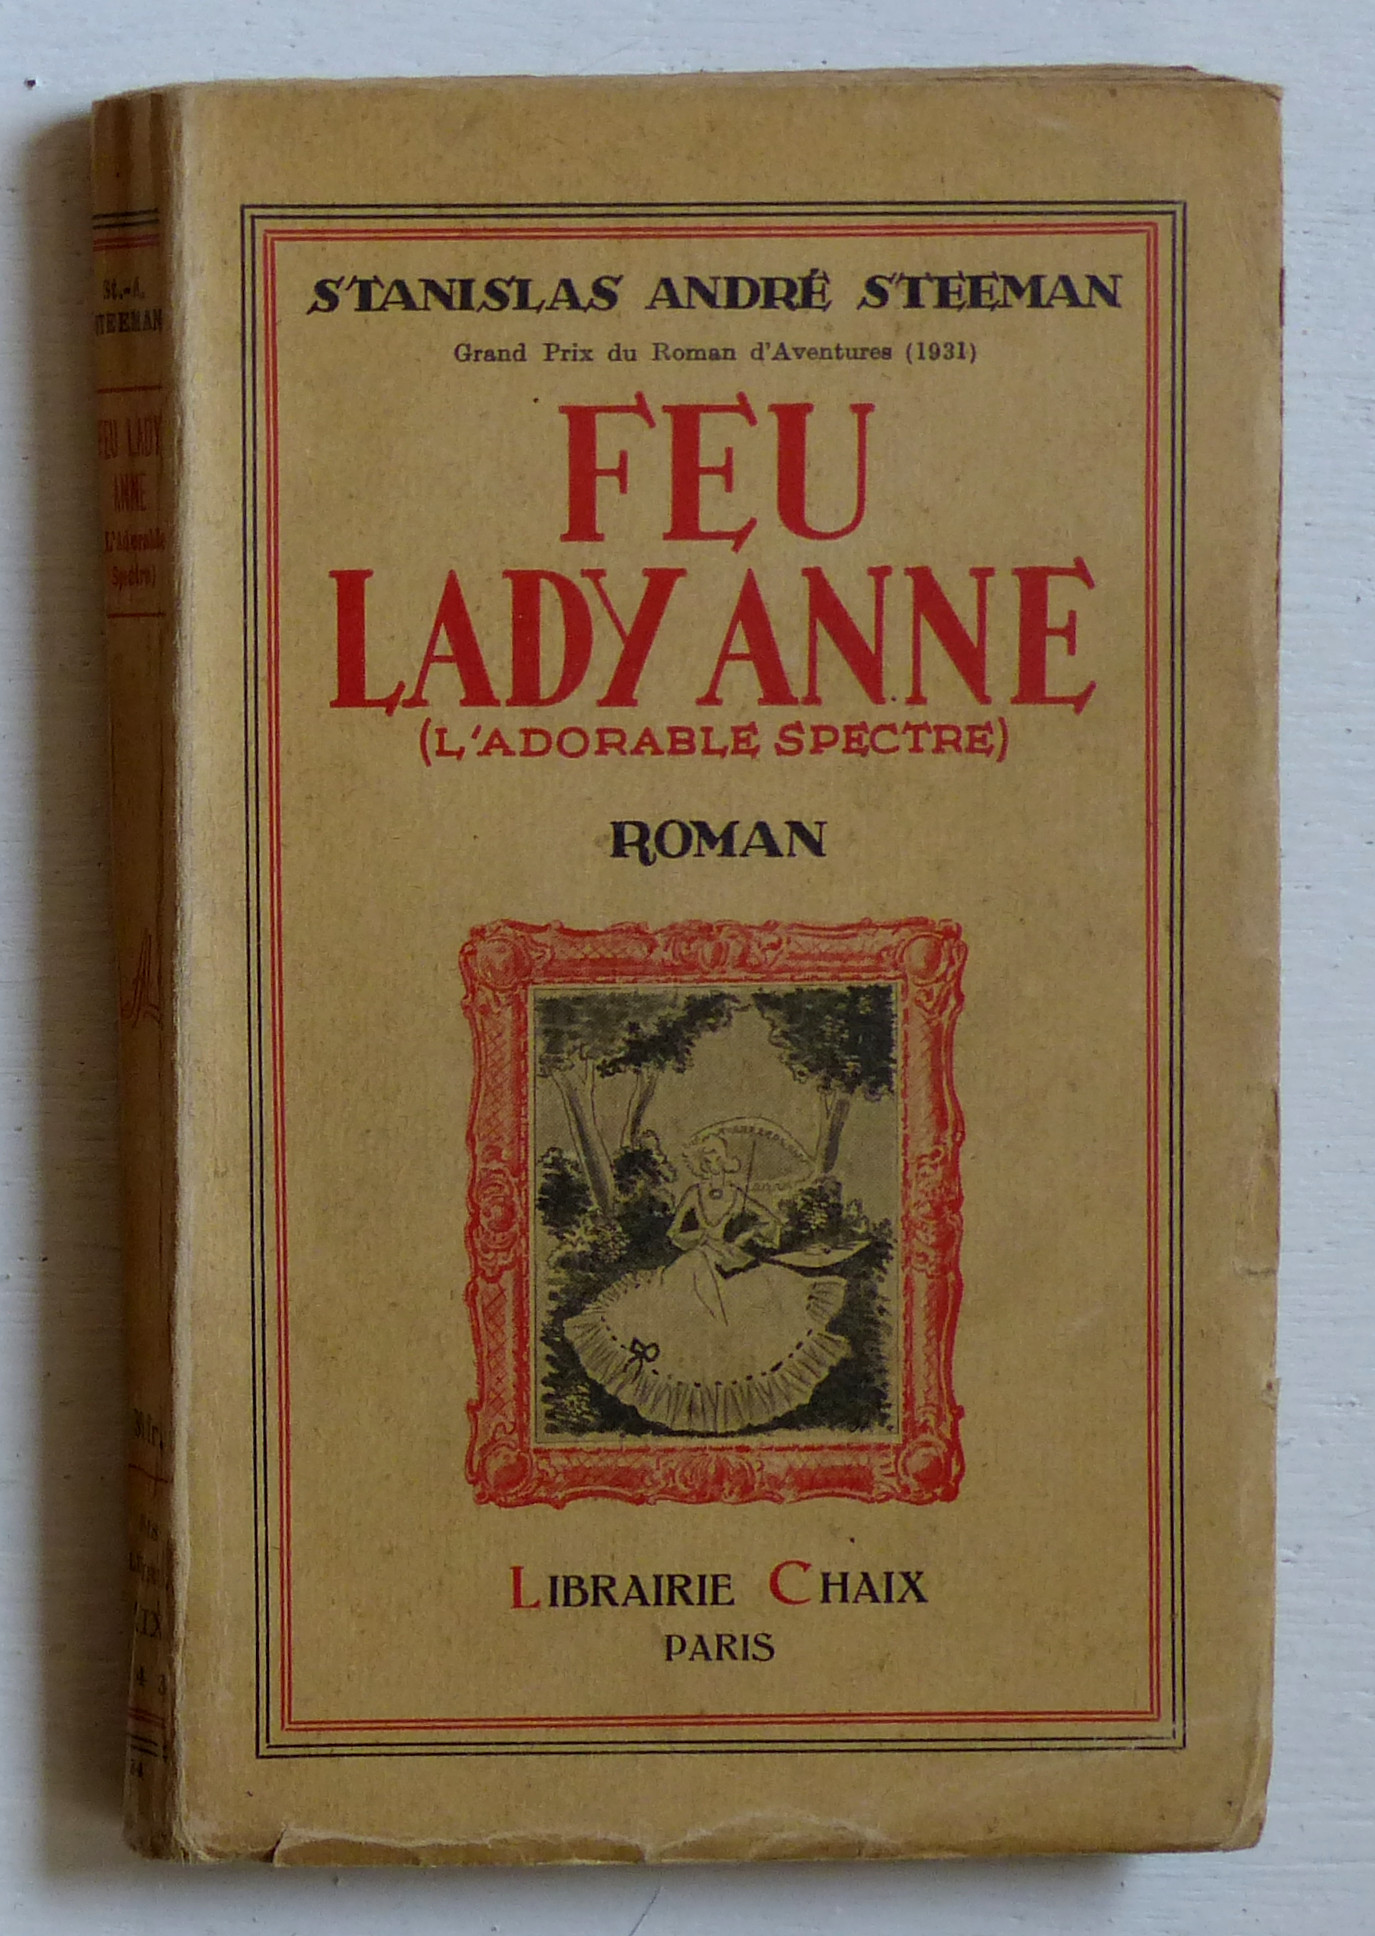 STANISLAS ANDRÉ STEEMAN
Grand Prix du Roman d'Aventures (1931)
FEU
LADY ANNE
(L'ADORABLE SPECTRE)
ROMAN
LIBRAIRIE CHAIX
PARIS
St.-A.
STEEMAN
FEU LADY
ANNE
(L'Adorable
Spectre)